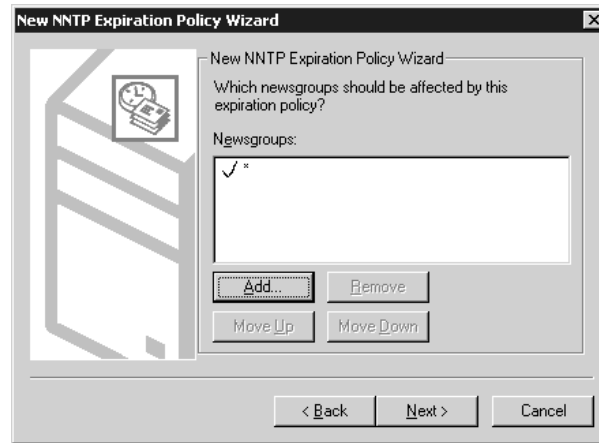 New NNTP Expiration Policy Wizard
New NNTP Expiration Policy Wizard
Which newsgroups should be affected by this
expiration policy?
Newsgroups:
*
Add...
Remove
Move Up
Move Down
< Back
Next >
Cancel